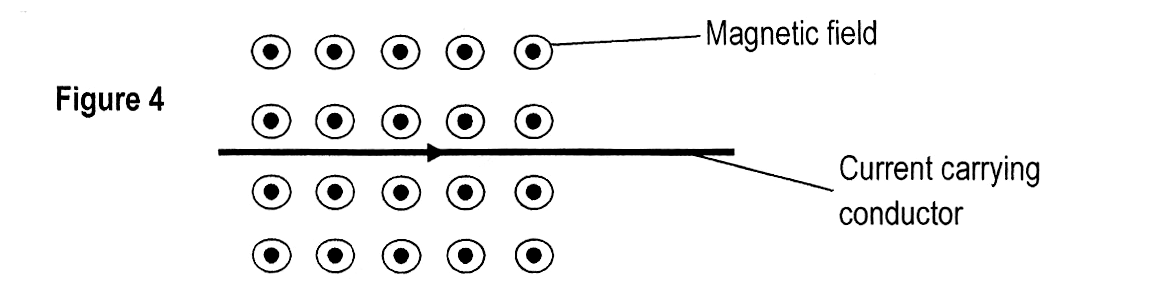 Magnetic field
Figure 4
Current carrying
conductor